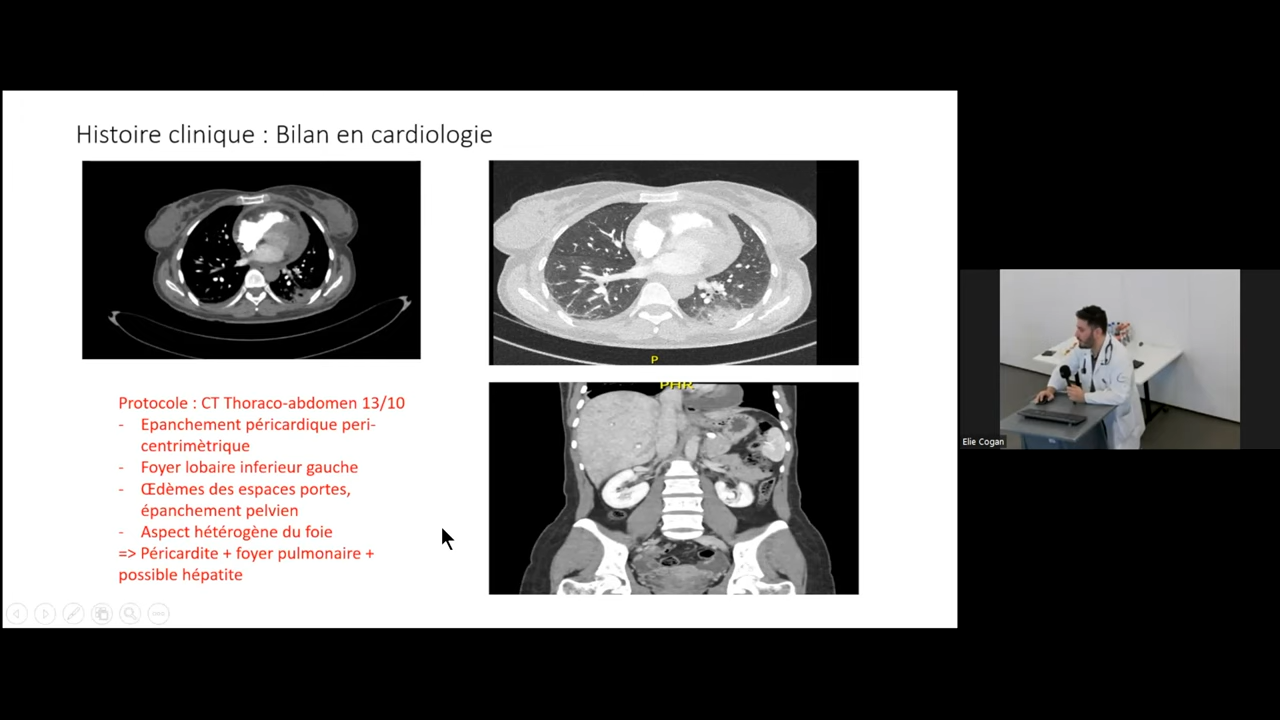 Histoire clinique : Bilan en cardiologie
P
PHR
Protocole : CT Thoraco-abdomen 13/10
- Epanchement péricardique peri-
centrimètrique
- Foyer lobaire inferieur gauche
- Œdèmes des espaces portes,
épanchement pelvien
- Aspect hétérogène du foie
=> Péricardite + foyer pulmonaire +
possible hépatite
Elie Cogan